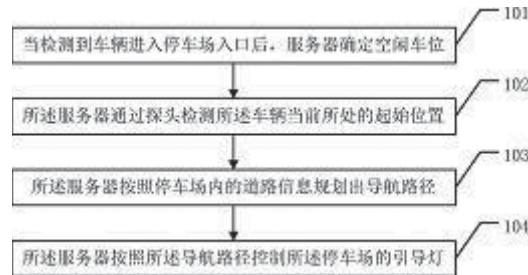 101
当检测到车辆进入停车场入口后，服务器确定空闲车位
102
所述服务器通过探头检测所述车辆当前所处的起始位置
103
所述服务器按照停车场内的道路信息规划出导航路径
104
所述服务器按照所述导航路径控制所述停车场的引导灯